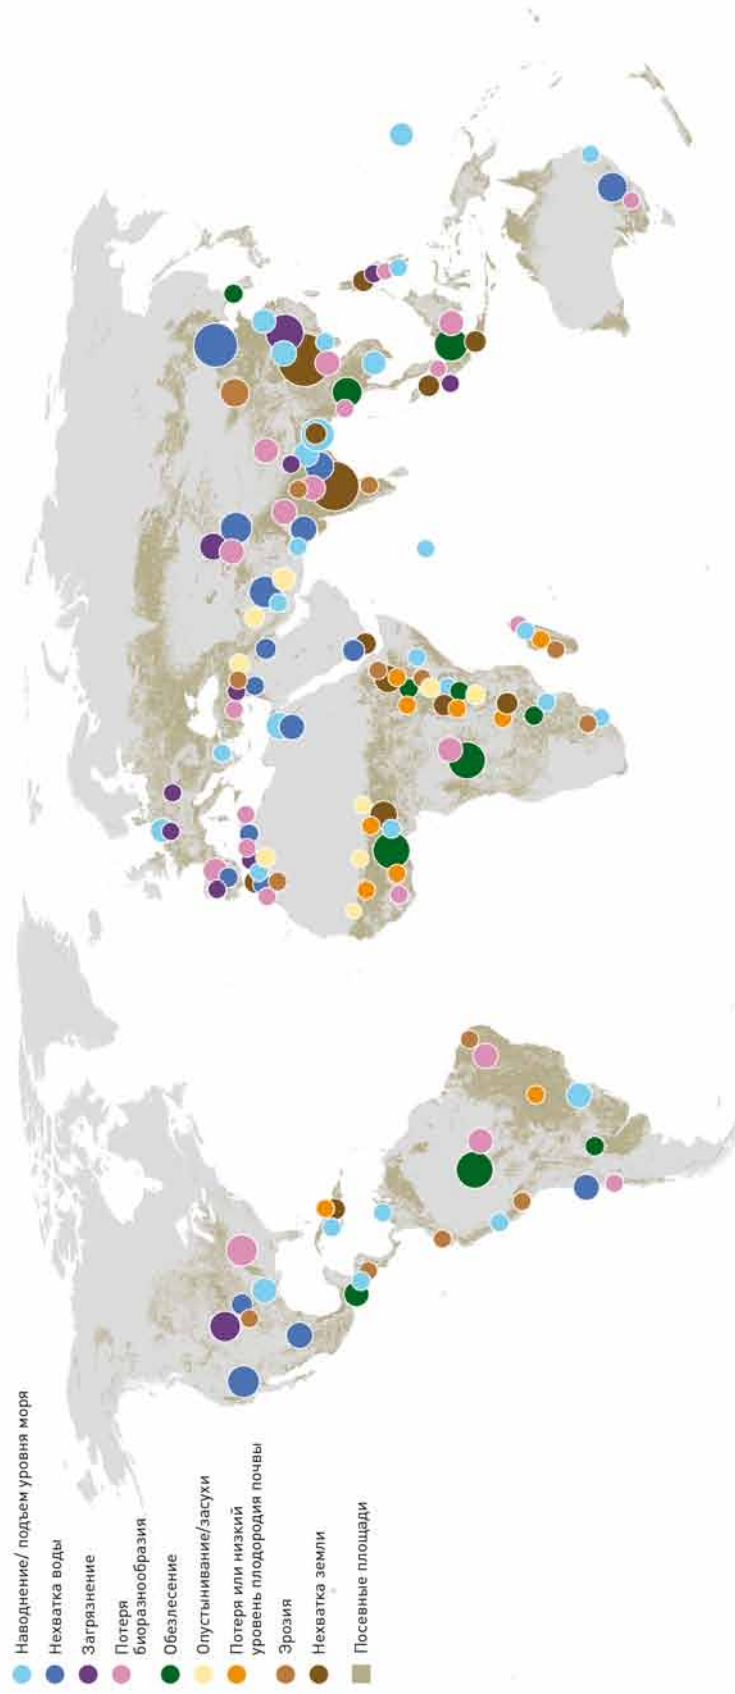 Наводнение/ подъем уровня моря
Нехватка воды
Загрязнение
Потеря
биоразнообразия
Обезлесение
Опустынивание/засухи
Потеря или низкий
уровень плодородия почвы
Эрозия
Нехватка земли
Посевные площади